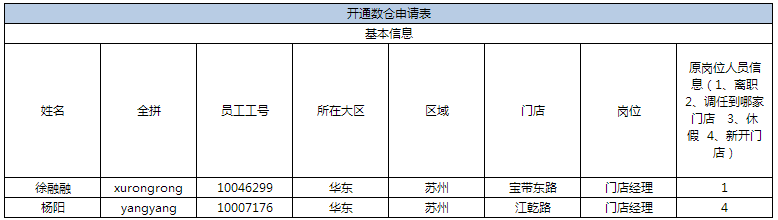 开通数仓申请表
基本信息
姓名 全拼 员工工号 所在大区 区域 门店 岗位 原岗位人员信
息（1、离职
2、调任到哪家
门店 3、休
假 4、新开门
店）
徐融融 xurongrong 10046299 华东 苏州 宝带东路 门店经理 1
杨阳 yangyang 10007176 华东 苏州 江乾路 门店经理 4